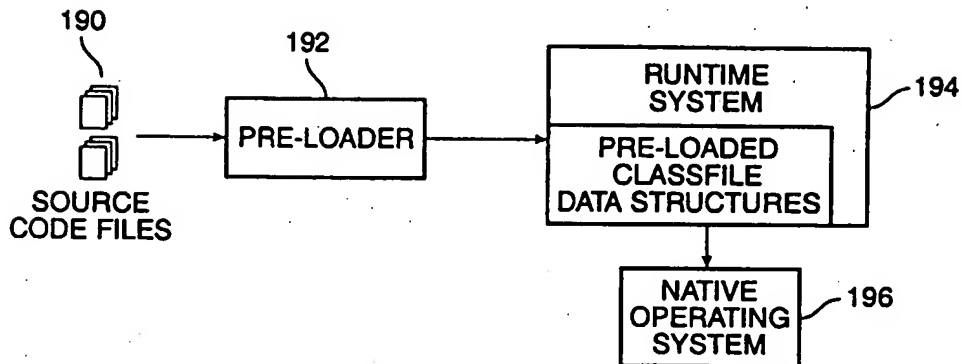 190
192
194
196
SOURCE
CODE FILES
PRE-LOADER
RUNTIME
SYSTEM
PRE-LOADED
CLASSFILE
DATA STRUCTURES
NATIVE
OPERATING
SYSTEM